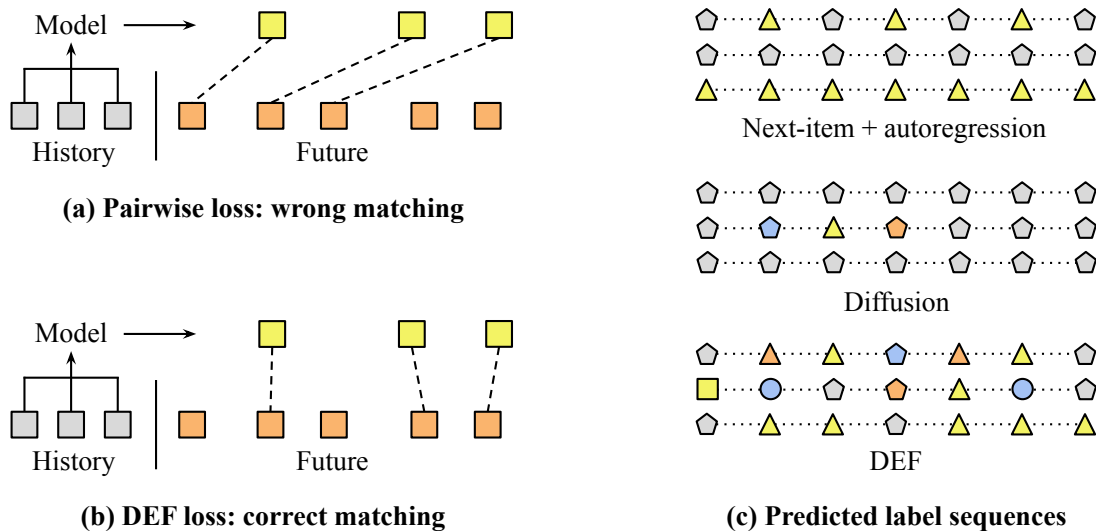 Model
History
Future
(a) Pairwise loss: wrong matching
Model
History
Future
(b) DEF loss: correct matching
Next-item + autoregression
Diffusion
DEF
(c) Predicted label sequences